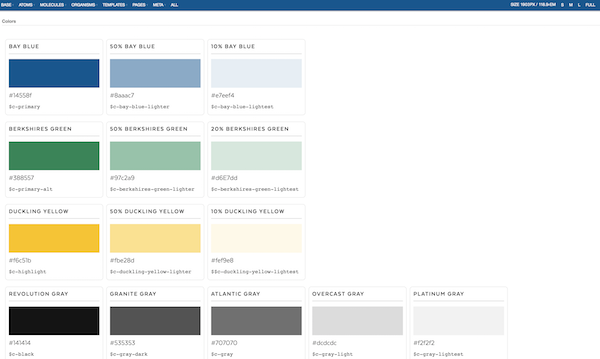 BASE ATOMS MOLECULES ORGANISMS TEMPLATES PAGES META ALL SIZE 1903PX / 118.94EM S M L FULL
Colors
BAY BLUE 50% BAY BLUE 10% BAY BLUE
#14558f #8aaac7 #e7eef4
$c-primary $c-bay-blue-lighter $c-bay-blue-lightest
BERKSHIRES GREEN 50% BERKSHIRES GREEN 20% BERKSHIRES GREEN
#388557 #97c2a9 #d6E7dd
$c-primary-alt $c-berkshires-green-lighter $c-berkshires-green-lightest
DUCKLING YELLOW 50% DUCKLING YELLOW 10% DUCKLING YELLOW
#f6c51b #fbe28d #fef9e8
$c-highlight $c-duckling-yellow-lighter $$c-duckling-yellow-lightest
REVOLUTION GRAY GRANITE GRAY ATLANTIC GRAY OVERCAST GRAY PLATINUM GRAY
#141414 #535353 #707070 #dcdcdc #f2f2f2
$c-black $c-gray-dark $c-gray $c-gray-light $c-gray-lightest